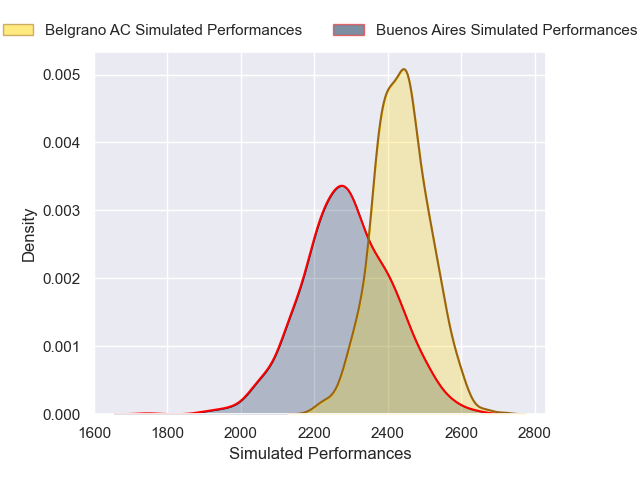 Belgrano AC Simulated Performances Buenos Aires Simulated Performances
0.005
0.004
0.003
0.002
0.001
0.000
Density
1600 1800 2000 2200 2400 2600 2800
Simulated Performances